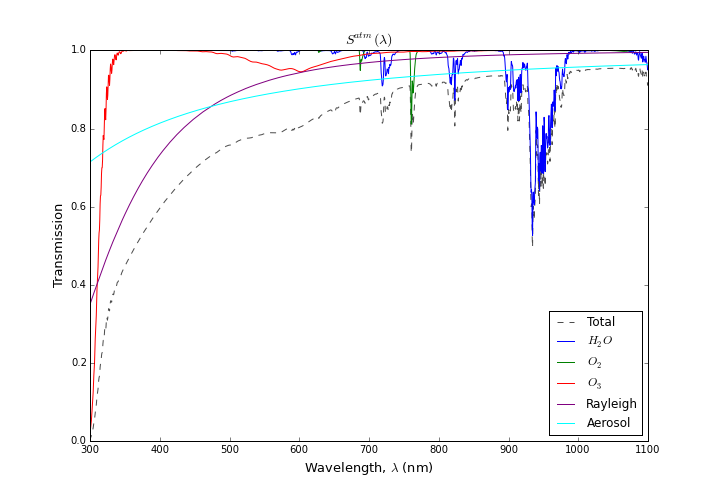 S^{atm}(λ)
Transmission
1.0
0.8
0.6
0.4
0.2
0.0
300 400 500 600 700 800 900 1000 1100
Wavelength, λ (nm)
Total
H_2O
O_2
O_3
Rayleigh
Aerosol